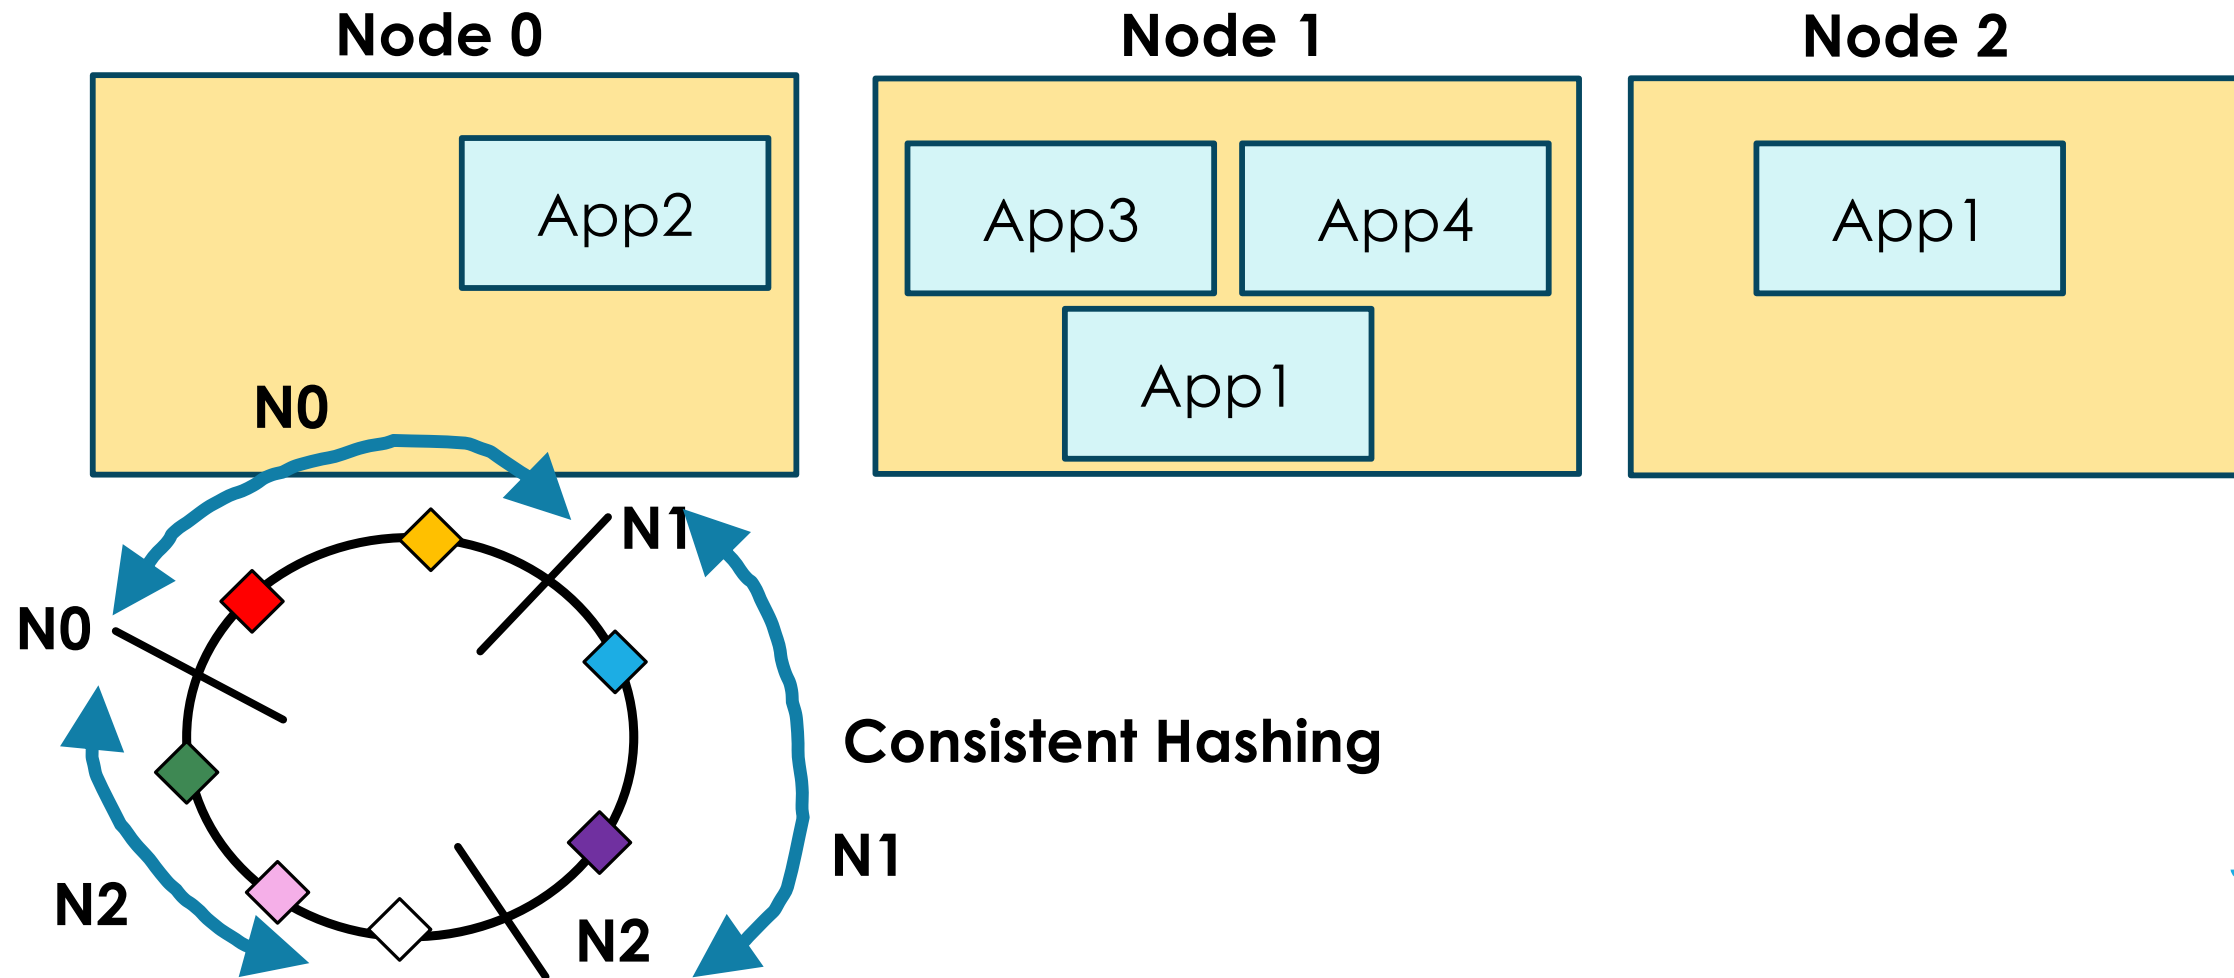 Node 0
Node 1
Node 2
App2
App3
App4
App1
App1
N0
N1
N0
Consistent Hashing
N1
N2
N2